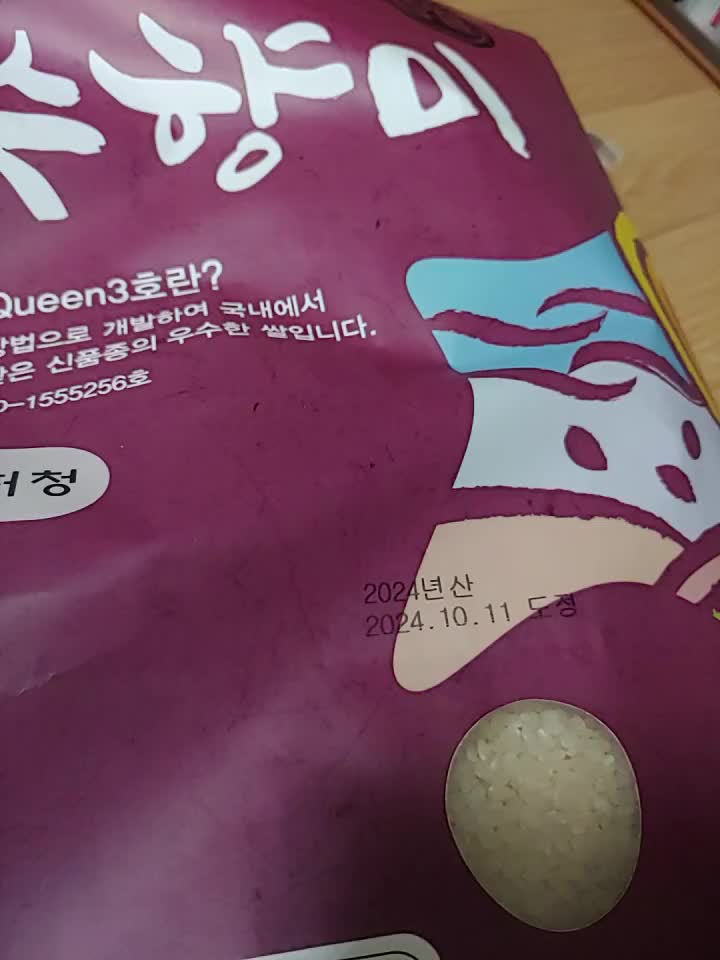 수향미
Queen3호란?
방법으로 개발하여 국내에서
받은 신품종의 우수한 쌀입니다.
-1555256호
허청
2024년산
2024.10.11 도정